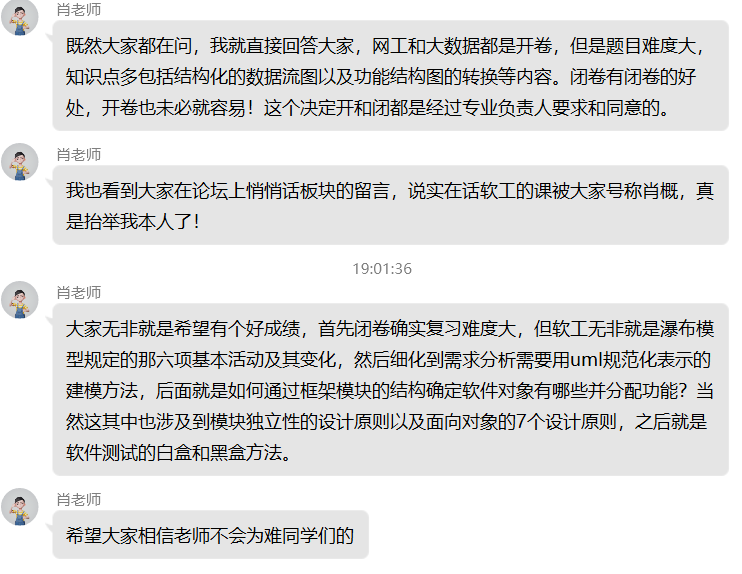 肖老师
既然大家都在问，我就直接回答大家，网工和大数据都是开卷，但是题目难度大，
知识点多包括结构化的数据流图以及功能结构图的转换等内容。闭卷有闭卷的好
处，开卷也未必就容易！这个决定开和闭都是经过专业负责人要求和同意的。
肖老师
我也看到大家在论坛上悄悄话板块的留言，说实在话软工的课被大家号称肖概，真
是抬举我本人了！
19:01:36
肖老师
大家无非就是希望有个好成绩，首先闭卷确实复习难度大，但软工无非就是瀑布模
型规定的那六项基本活动及其变化，然后细化到需求分析需要用uml规范化表示的
建模方法，后面就是如何通过框架模块的结构确定软件对象有哪些并分配功能？当
然这其中也涉及到模块独立性的设计原则以及面向对象的7个设计原则，之后就是
软件测试的白盒和黑盒方法。
肖老师
希望大家相信老师不会为难同学们的